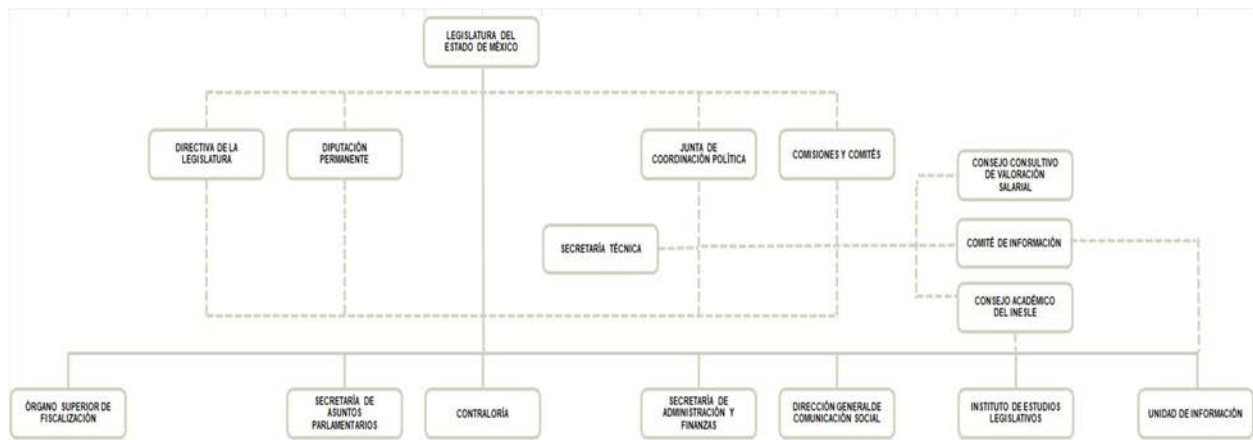 LEGISLATURA DEL
ESTADO DE MÉXICO
DIRECTIVA DE LA
LEGISLATURA
DIPUTACIÓN
PERMANENTE
JUNTA DE
COORDINACIÓN POLÍTICA
COMISIONES Y COMITÉS
CONSEJO CONSULTIVO
DE VALORACIÓN
SALARIAL
SECRETARÍA TÉCNICA
COMITÉ DE INFORMACIÓN
CONSEJO ACADÉMICO
DEL INESLE
ÓRGANO SUPERIOR DE
FISCALIZACIÓN
SECRETARÍA DE
ASUNTOS
PARLAMENTARIOS
CONTRALORÍA
SECRETARÍA DE
ADMINISTRACIÓN Y
FINANZAS
DIRECCIÓN GENERAL DE
COMUNICACIÓN SOCIAL
INSTITUTO DE ESTUDIOS
LEGISLATIVOS
UNIDAD DE INFORMACIÓN